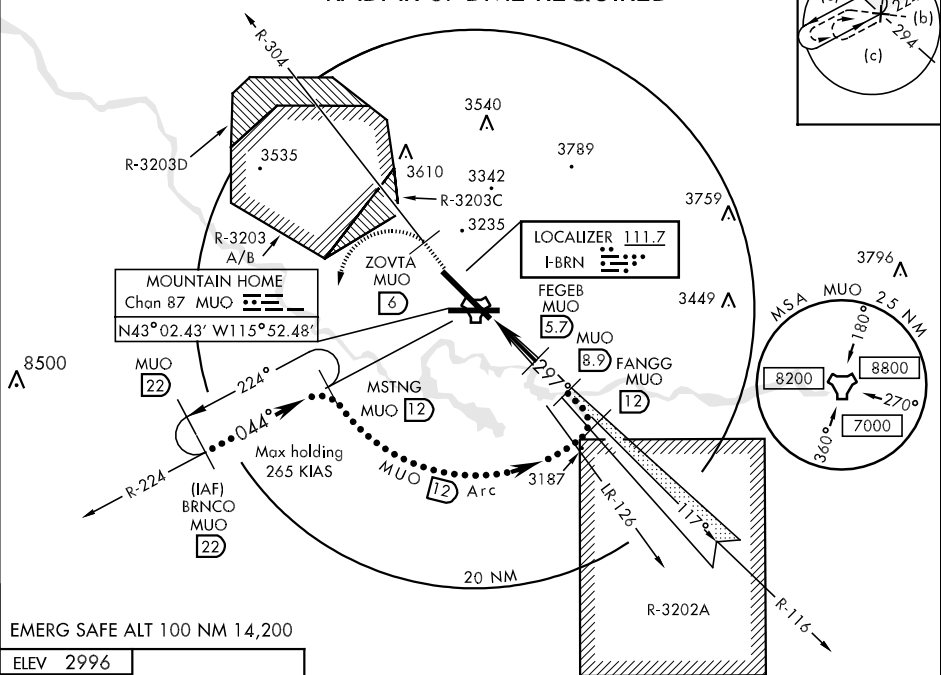 R-304
R-3203D
3535
3610
3540
3789
3342
R-3203C
3235
3759
R-3203
A/B
ZOVTA
MUO
6
LOCALIZER 111.7
I-BRN
MOUNTAIN HOME
Chan 87 MUO
N43° 02.43' W115° 52.48'
FEGEB
MUO
5.7
3449
3796
MSA MUO 25 NM
180°
8200
8800
270°
7000
360°
8500
MUO
22
224°
044°
MSTNG
MUO 12
MUO
8.9
297°
FANGG
MUO
12
Max holding
265 KIAS
MUO 12 Arc
3187
R-224
(IAF)
BRNCO
MUO
22
LR-126
117°
20 NM
R-3202A
R-116
(b)
(c)
294
EMERG SAFE ALT 100 NM 14,200
ELEV 2996